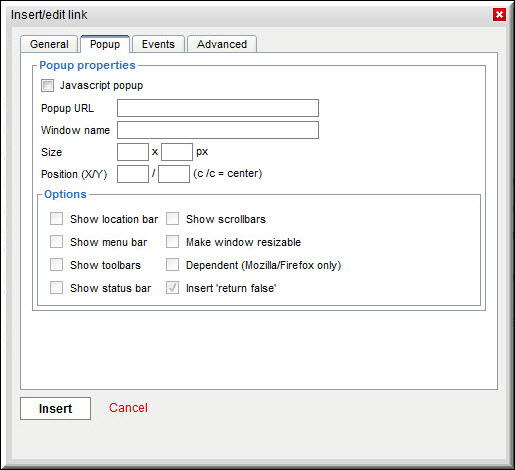 Insert/edit link
General Popup Events Advanced
Popup properties
Javascript popup
Popup URL
Window name
Size x px
Position (X/Y) / (c /c = center)
Options
Show location bar Show scrollbars
Show menu bar Make window resizable
Show toolbars Dependent (Mozilla/Firefox only)
Show status bar Insert 'return false'
Insert Cancel